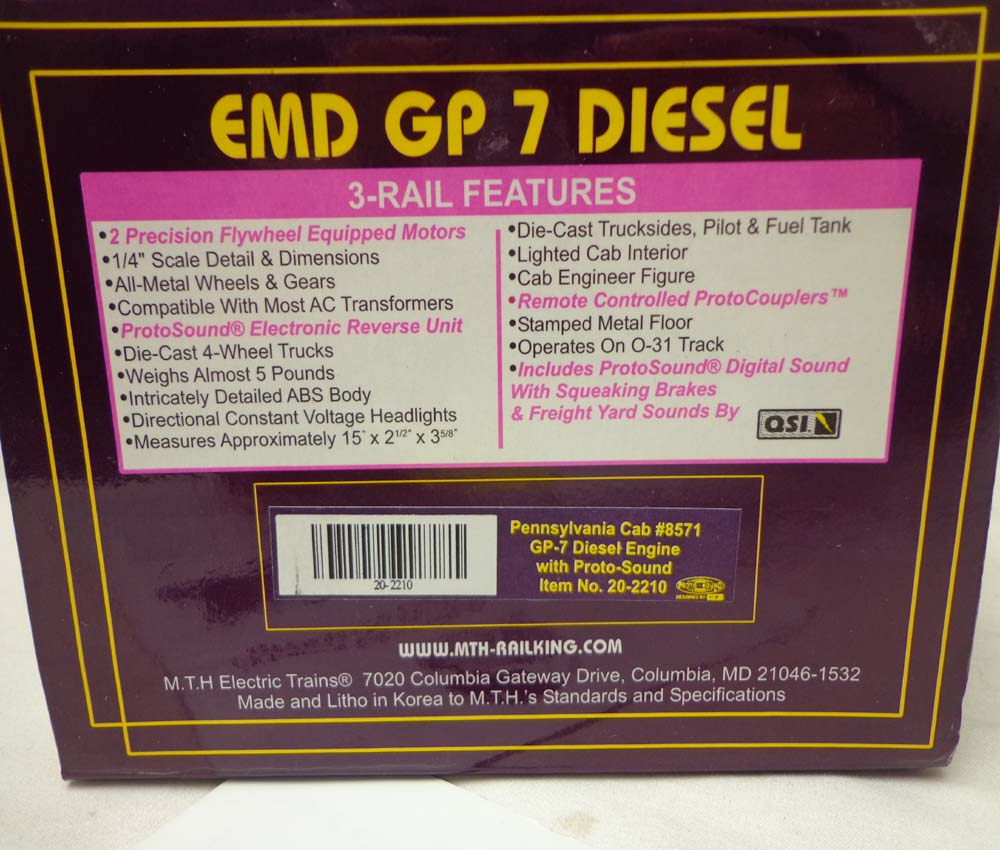 EMD GP 7 DIESEL
3-RAIL FEATURES
•2 Precision Flywheel Equipped Motors
•1/4" Scale Detail & Dimensions
•All-Metal Wheels & Gears
•Compatible With Most AC Transformers
•ProtoSound® Electronic Reverse Unit
•Die-Cast 4-Wheel Trucks
•Weighs Almost 5 Pounds
•Intricately Detailed ABS Body
•Directional Constant Voltage Headlights
•Measures Approximately 15" x 2 1/2" x 3 5/8"
•Die-Cast Trucksides, Pilot & Fuel Tank
•Lighted Cab Interior
•Cab Engineer Figure
•Remote Controlled ProtoCouplers™
•Stamped Metal Floor
•Operates On O-31 Track
•Includes ProtoSound® Digital Sound
With Squeaking Brakes
& Freight Yard Sounds By
QSI
20-2210
Pennsylvania Cab #8571
GP-7 Diesel Engine
with Proto-Sound
Item No. 20-2210
WWW.MTH-RAILKING.COM
M.T.H Electric Trains® 7020 Columbia Gateway Drive, Columbia, MD 21046-1532
Made and Litho in Korea to M.T.H.'s Standards and Specifications